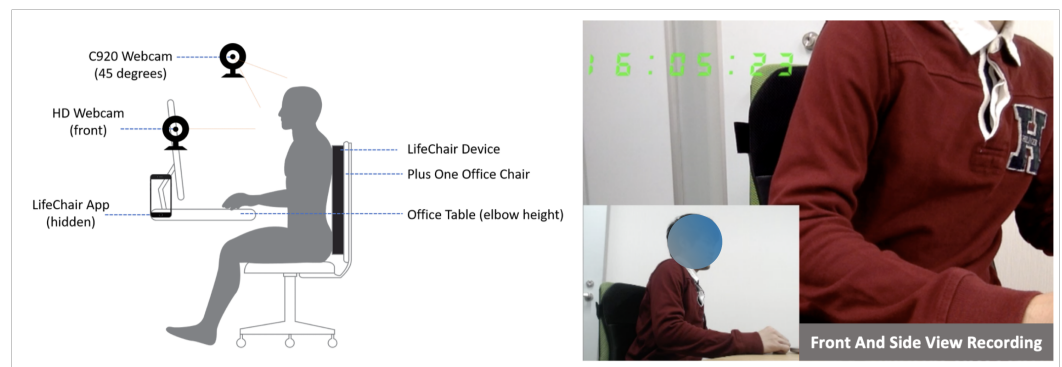 C920 Webcam
(45 degrees)
HD Webcam
(front)
LifeChair App
(hidden)
LifeChair Device
Plus One Office Chair
Office Table (elbow height)
16:05:23
H
Front And Side View Recording